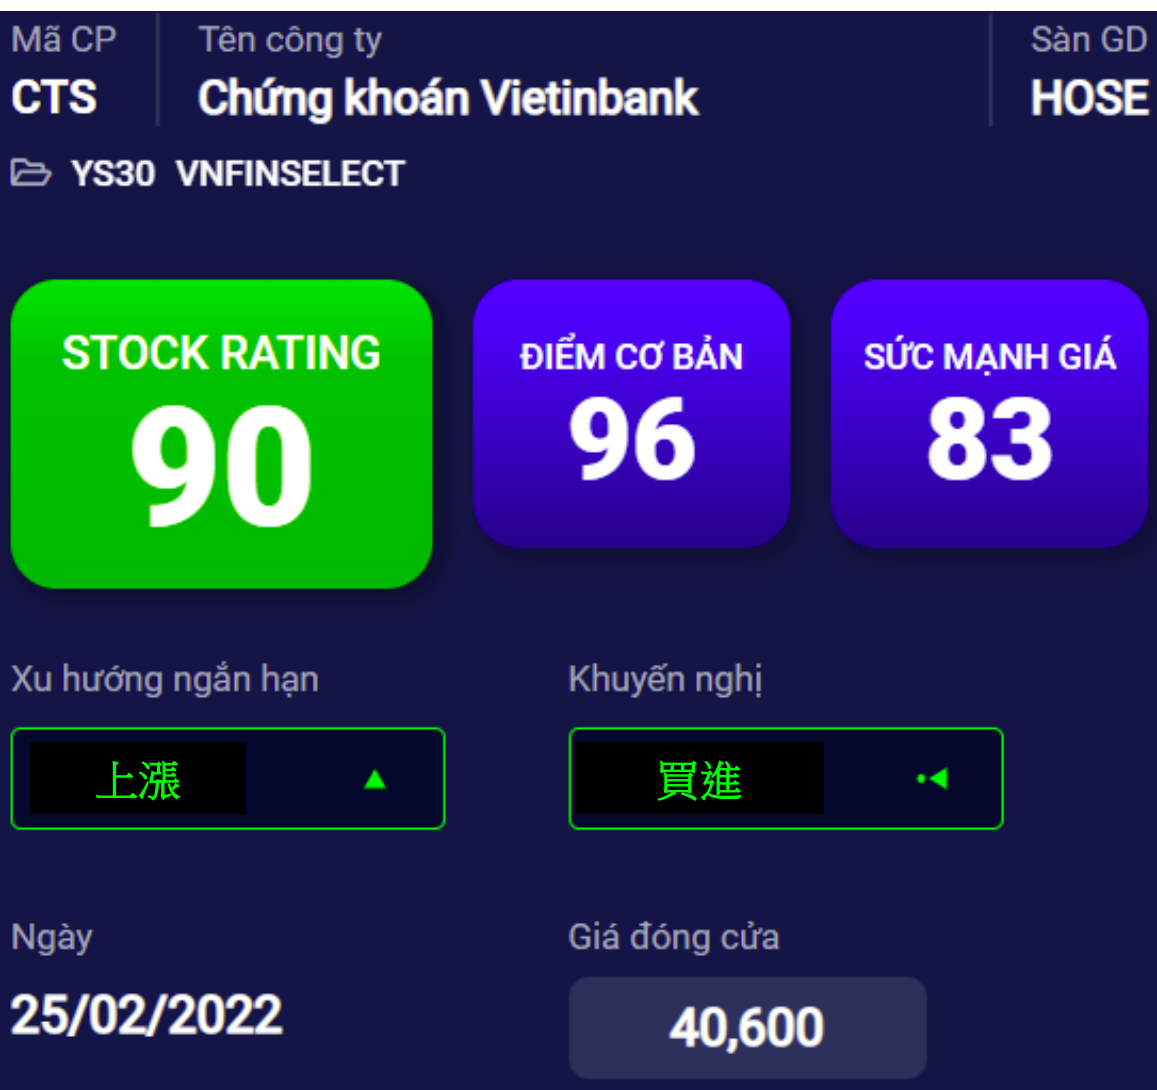 Mã CP Tên công ty Sàn GD
CTS Chứng khoán Vietinbank HOSE
YS30 VNFINSELECT
STOCK RATING ĐIỂM CƠ BẢN SỨC MẠNH GIÁ
90 96 83
Xu hướng ngắn hạn Khuyến nghị
上漲 買進
Ngày Giá đóng cửa
25/02/2022 40,600